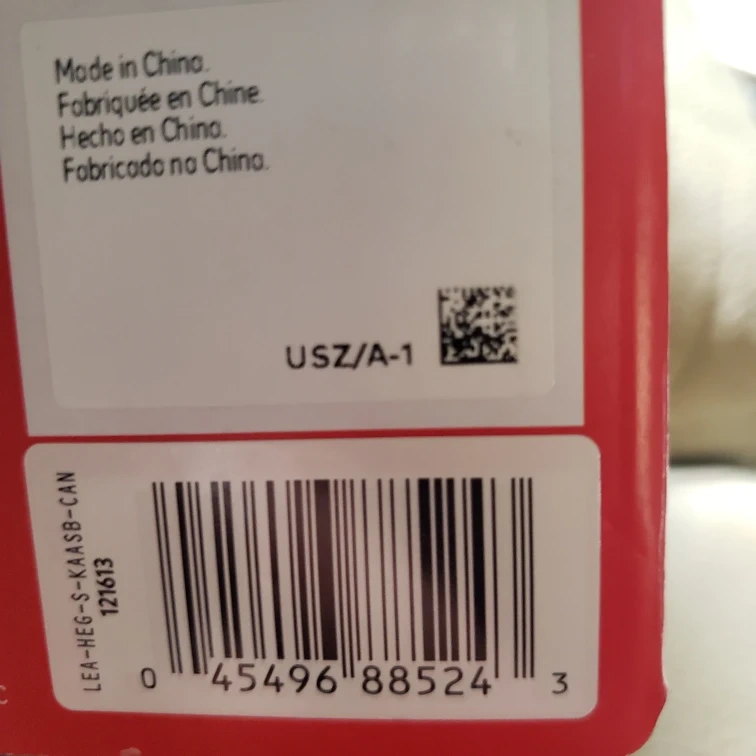 Made in China.
Fabriquée en Chine.
Hecho en China.
Fabricado na China.
USZ/A-1
LEA-HEG-S-KAASB-CAN
121613
0 45496 88524 3